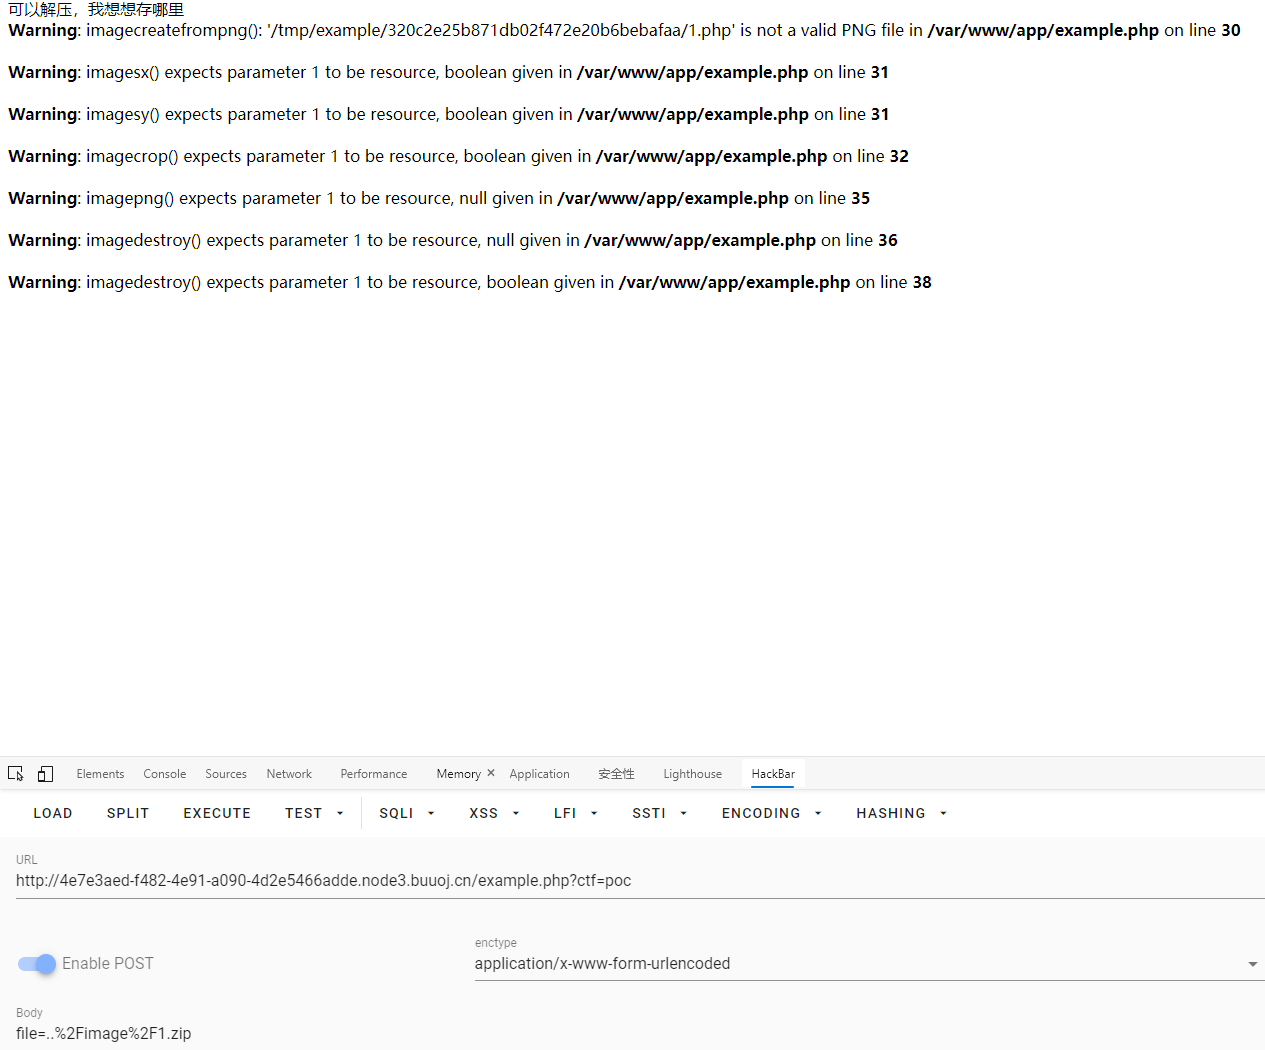 可以解压，我想想存哪里
Warning: imagecreatefrompng(): '/tmp/example/320c2e25b871db02f472e20b6bebafaa/1.php' is not a valid PNG file in /var/www/app/example.php on line 30
Warning: imagesx() expects parameter 1 to be resource, boolean given in /var/www/app/example.php on line 31
Warning: imagesy() expects parameter 1 to be resource, boolean given in /var/www/app/example.php on line 31
Warning: imagecrop() expects parameter 1 to be resource, boolean given in /var/www/app/example.php on line 32
Warning: imagepng() expects parameter 1 to be resource, null given in /var/www/app/example.php on line 35
Warning: imagedestroy() expects parameter 1 to be resource, null given in /var/www/app/example.php on line 36
Warning: imagedestroy() expects parameter 1 to be resource, boolean given in /var/www/app/example.php on line 38
Elements Console Sources Network Performance Memory × Application 安全性 Lighthouse HackBar
LOAD SPLIT EXECUTE TEST SQLI XSS LFI SSTI ENCODING HASHING
URL
http://4e7e3aed-f482-4e91-a090-4d2e5466adde.node3.buuoj.cn/example.php?ctf=poc
enctype
Enable POST application/x-www-form-urlencoded
Body
file=..%2Fimage%2F1.zip